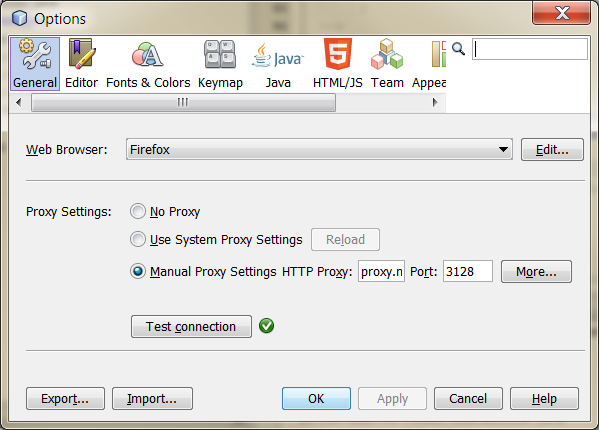 Options
General Editor Fonts & Colors Keymap Java HTML/JS Team Appea
Web Browser: Firefox Edit...
Proxy Settings: No Proxy
Use System Proxy Settings Reload
Manual Proxy Settings HTTP Proxy: proxy.n Port: 3128 More...
Test connection
Export... Import... OK Apply Cancel Help